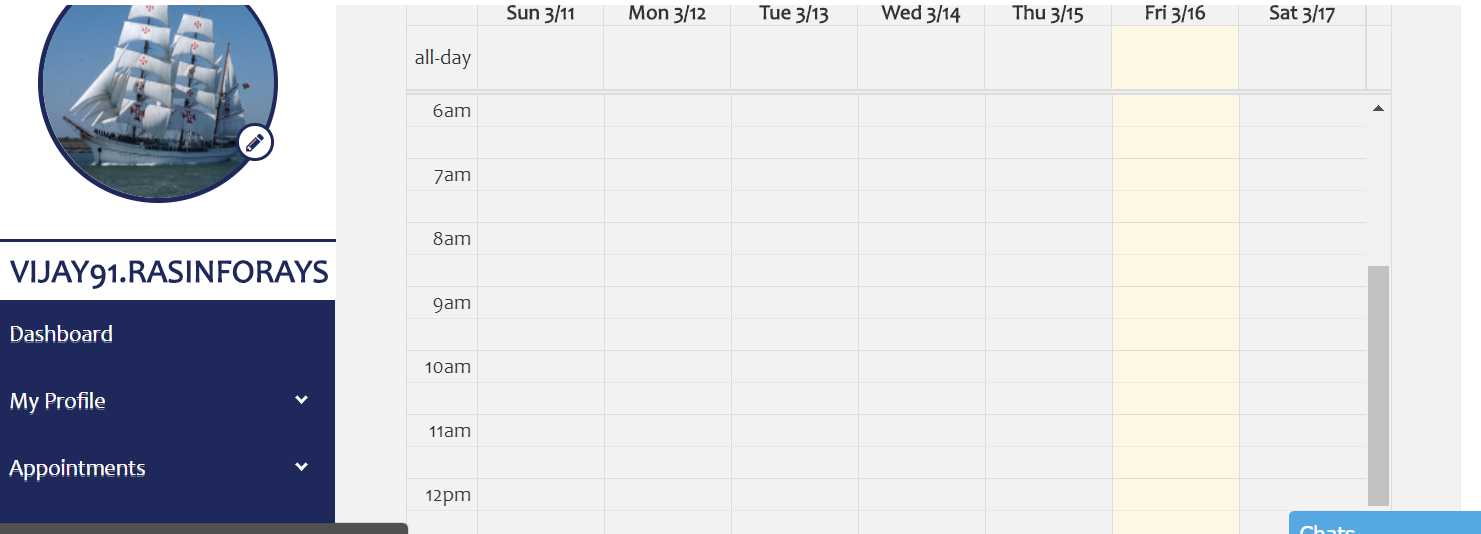 Sun 3/11 Mon 3/12 Tue 3/13 Wed 3/14 Thu 3/15 Fri 3/16 Sat 3/17
all-day
6am
7am
8am
9am
10am
11am
12pm
VIJAY91.RASINFORAYS
Dashboard
My Profile
Appointments
Chats